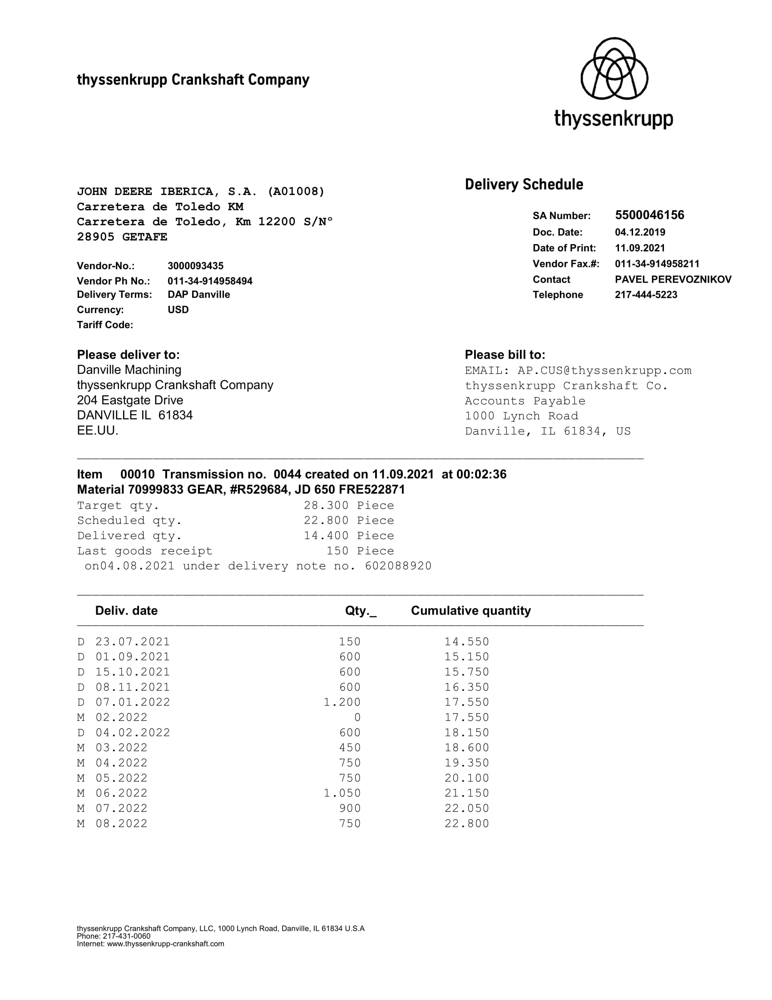 thyssenkrupp Crankshaft Company
thyssenkrupp
Delivery Schedule
JOHN DEERE IBERICA, S.A. (A01008)
Carretera de Toledo KM
Carretera de Toledo, Km 12200 S/Nº
28905 GETAFE
SA Number: 5500046156
Doc. Date: 04.12.2019
Date of Print: 11.09.2021
Vendor Fax.#: 011-34-914958211
Contact PAVEL PEREVOZNIKOV
Telephone 217-444-5223
Vendor-No.: 3000093435
Vendor Ph No.: 011-34-914958494
Delivery Terms: DAP Danville
Currency: USD
Tariff Code:
Please deliver to:
Danville Machining
thyssenkrupp Crankshaft Company
204 Eastgate Drive
DANVILLE IL 61834
EE.UU.
Please bill to:
EMAIL: AP.CUS@thyssenkrupp.com
thyssenkrupp Crankshaft Co.
Accounts Payable
1000 Lynch Road
Danville, IL 61834, US
Item 00010 Transmission no. 0044 created on 11.09.2021 at 00:02:36
Material 70999833 GEAR, #R529684, JD 650 FRE522871
Target qty. 28.300 Piece
Scheduled qty. 22.800 Piece
Delivered qty. 14.400 Piece
Last goods receipt 150 Piece
on04.08.2021 under delivery note no. 602088920
Deliv. date Qty._ Cumulative quantity
D 23.07.2021 150 14.550
D 01.09.2021 600 15.150
D 15.10.2021 600 15.750
D 08.11.2021 600 16.350
D 07.01.2022 1.200 17.550
M 02.2022 0 17.550
D 04.02.2022 600 18.150
M 03.2022 450 18.600
M 04.2022 750 19.350
M 05.2022 750 20.100
M 06.2022 1.050 21.150
M 07.2022 900 22.050
M 08.2022 750 22.800
thyssenkrupp Crankshaft Company, LLC, 1000 Lynch Road, Danville, IL 61834 U.S.A
Phone: 217-431-0060
Internet: www.thyssenkrupp-crankshaft.com